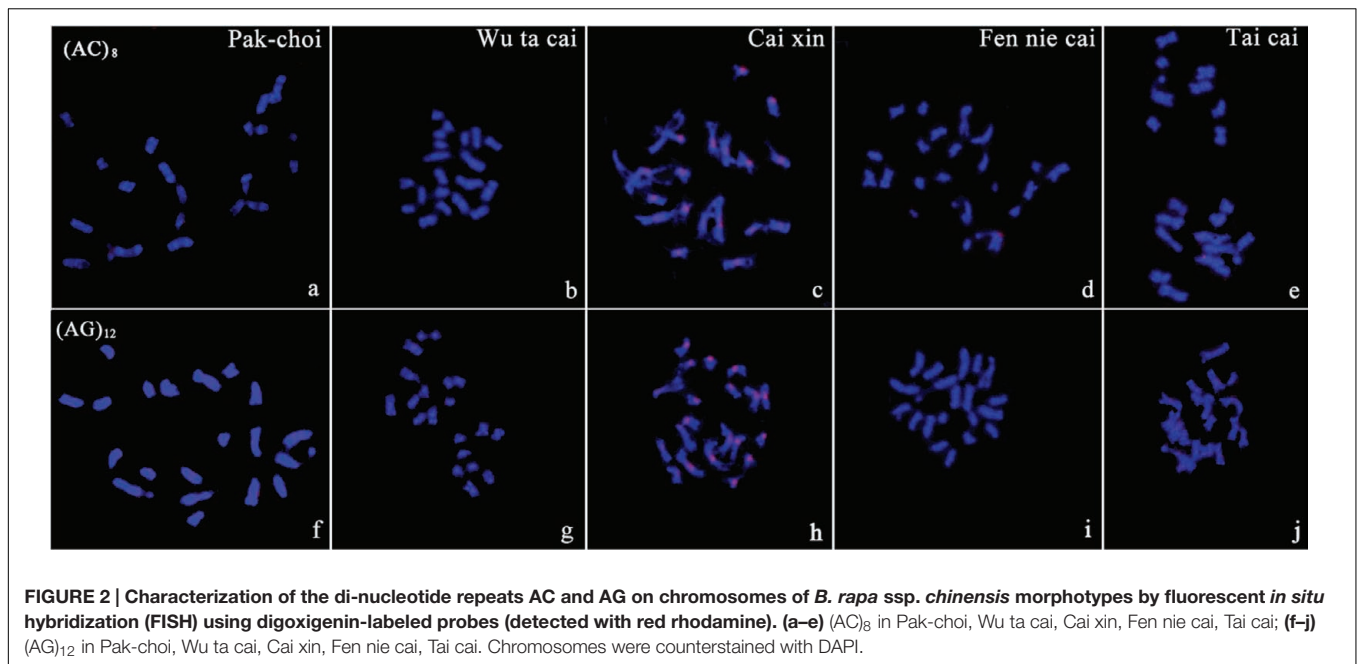 (AC)₈ Pak-choi Wu ta cai Cai xin Fen nie cai Tai cai
a b c d e
(AG)₁₂
f g h i j
FIGURE 2 | Characterization of the di-nucleotide repeats AC and AG on chromosomes of B. rapa ssp. chinensis morphotypes by fluorescent in situ
hybridization (FISH) using digoxigenin-labeled probes (detected with red rhodamine). (a–e) (AC)₈ in Pak-choi, Wu ta cai, Cai xin, Fen nie cai, Tai cai; (f–j)
(AG)₁₂ in Pak-choi, Wu ta cai, Cai xin, Fen nie cai, Tai cai. Chromosomes were counterstained with DAPI.